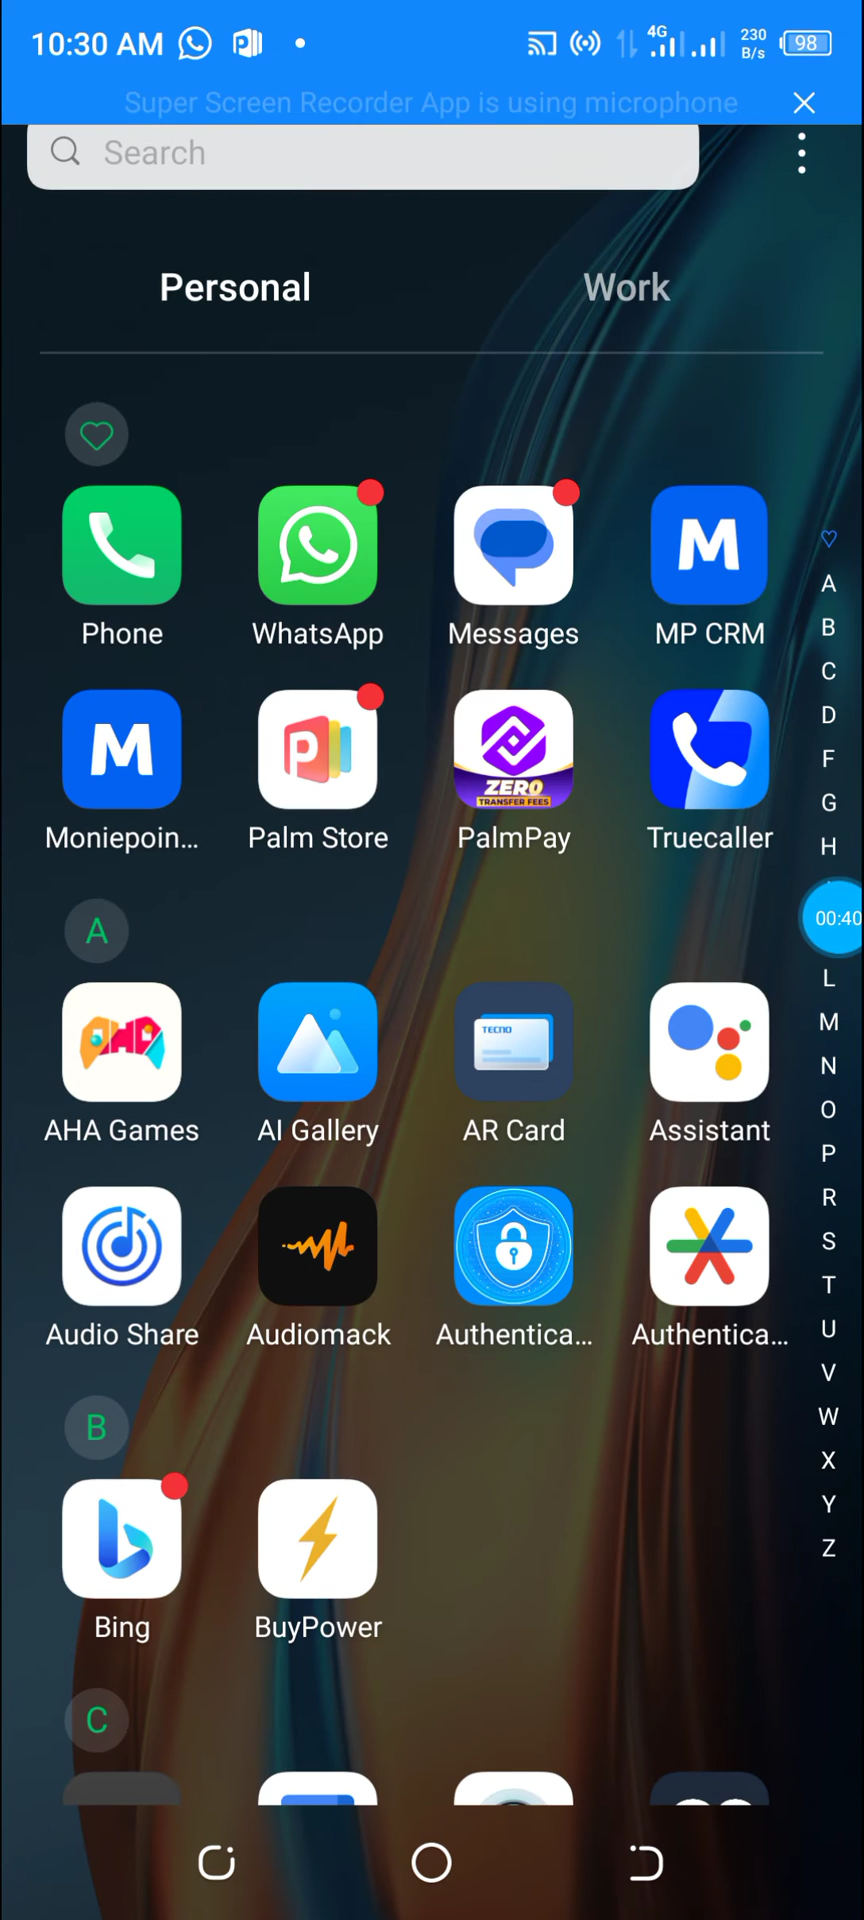 10:30 AM
4G
230 B/s
98
Super Screen Recorder App is using microphone
Search
Personal
Work
Phone
WhatsApp
Messages
MP CRM
Moniepoin...
Palm Store
ZERO
TRANSFER FEES
PalmPay
Truecaller
A
AHA
TECNO
AHA Games
AI Gallery
AR Card
Assistant
Audio Share
Audiomack
Authentica...
Authentica...
B
Bing
BuyPower
C
A
B
C
D
F
G
H
00:40
L
M
N
O
P
R
S
T
U
V
W
X
Y
Z